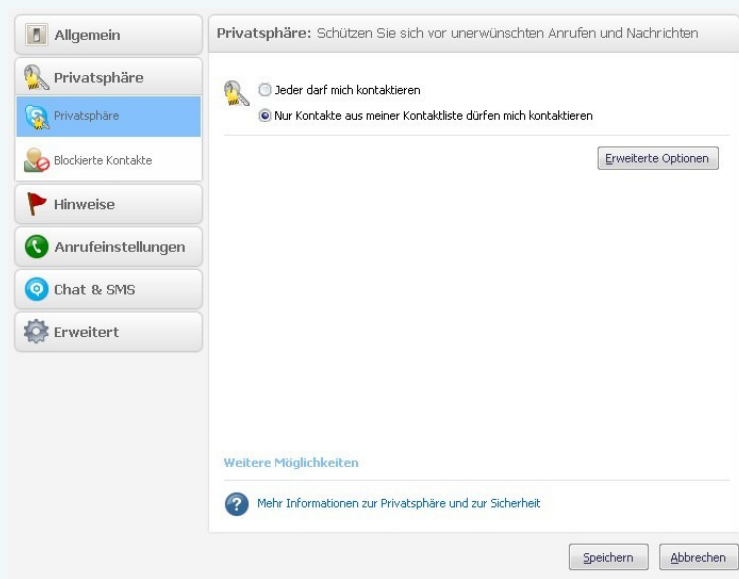 Allgemein
Privatsphäre
Privatsphäre
Blockierte Kontakte
Hinweise
Anrufeinstellungen
Chat & SMS
Erweitert
Privatsphäre: Schützen Sie sich vor unerwünschten Anrufen und Nachrichten
Jeder darf mich kontaktieren
Nur Kontakte aus meiner Kontaktliste dürfen mich kontaktieren
Erweiterte Optionen
Weitere Möglichkeiten
Mehr Informationen zur Privatsphäre und zur Sicherheit
Speichern
Abbrechen